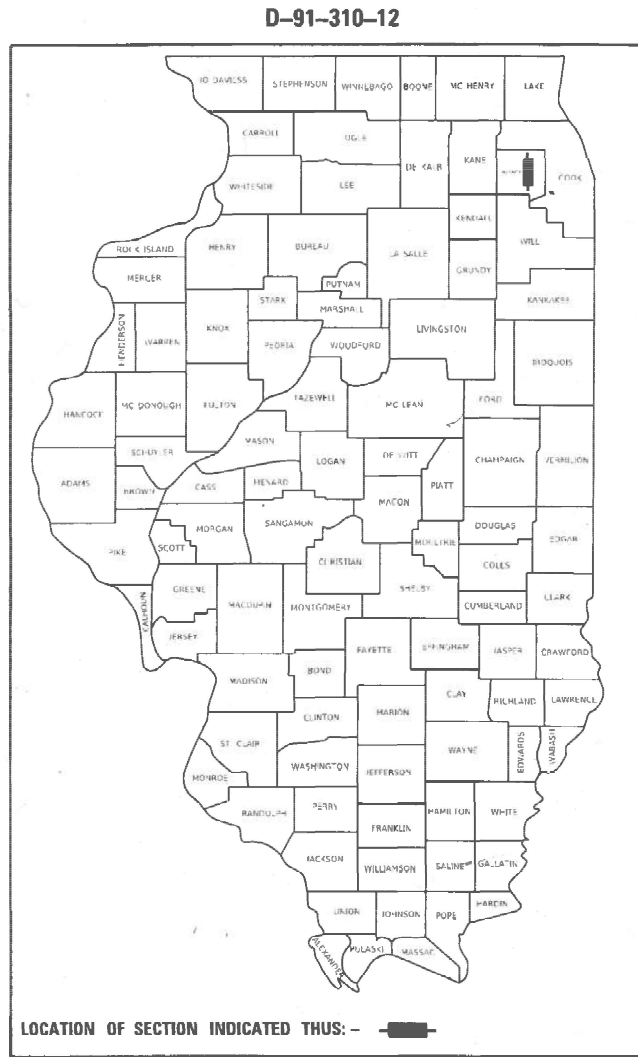 D-91-310-12
JO DAVIESS STEPHENSON WINNEBAGO BOONE MC HENRY LAKE
CARROLL OGLE
DE KALB KANE COOK
WHITESIDE LEE
KENDALL WILL
ROCK ISLAND HENRY BUREAU LA SALLE GRUNDY
MERCER PUTNAM
STARK MARSHALL KANKAKEE
HENDERSON WARREN KNOX LIVINGSTON
PEORIA WOODFORD IROQUOIS
HANCOCK MC DONOUGH FULTON TAZEWELL MC LEAN FORD
MASON
SCHUYLER DE WITT CHAMPAIGN VERMILION
ADAMS BROWN CASS MENARD LOGAN PIATT
MACON
MORGAN SANGAMON DOUGLAS
PIKE SCOTT CHRISTIAN MOULTRIE EDGAR
COLES
GREENE MACOUPIN MONTGOMERY SHELBY CUMBERLAND CLARK
CALHOUN
JERSEY FAYETTE EFFINGHAM JASPER CRAWFORD
MADISON BOND
CLAY RICHLAND LAWRENCE
CLINTON MARION
ST. CLAIR WAYNE EDWARDS WABASH
WASHINGTON JEFFERSON
MONROE
RANDOLPH PERRY HAMILTON WHITE
FRANKLIN
JACKSON WILLIAMSON SALINE GALLATIN
UNION JOHNSON POPE HARDIN
ALEXANDER PULASKI MASSAC
LOCATION OF SECTION INDICATED THUS: -